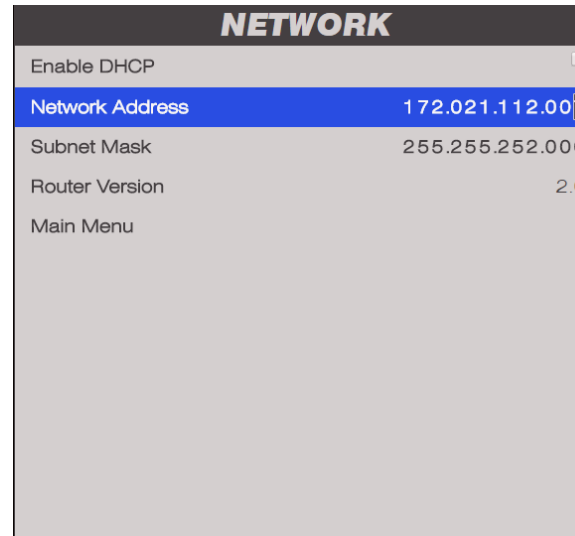 NETWORK
Enable DHCP
Network Address 172.021.112.00
Subnet Mask 255.255.252.00
Router Version 2.
Main Menu